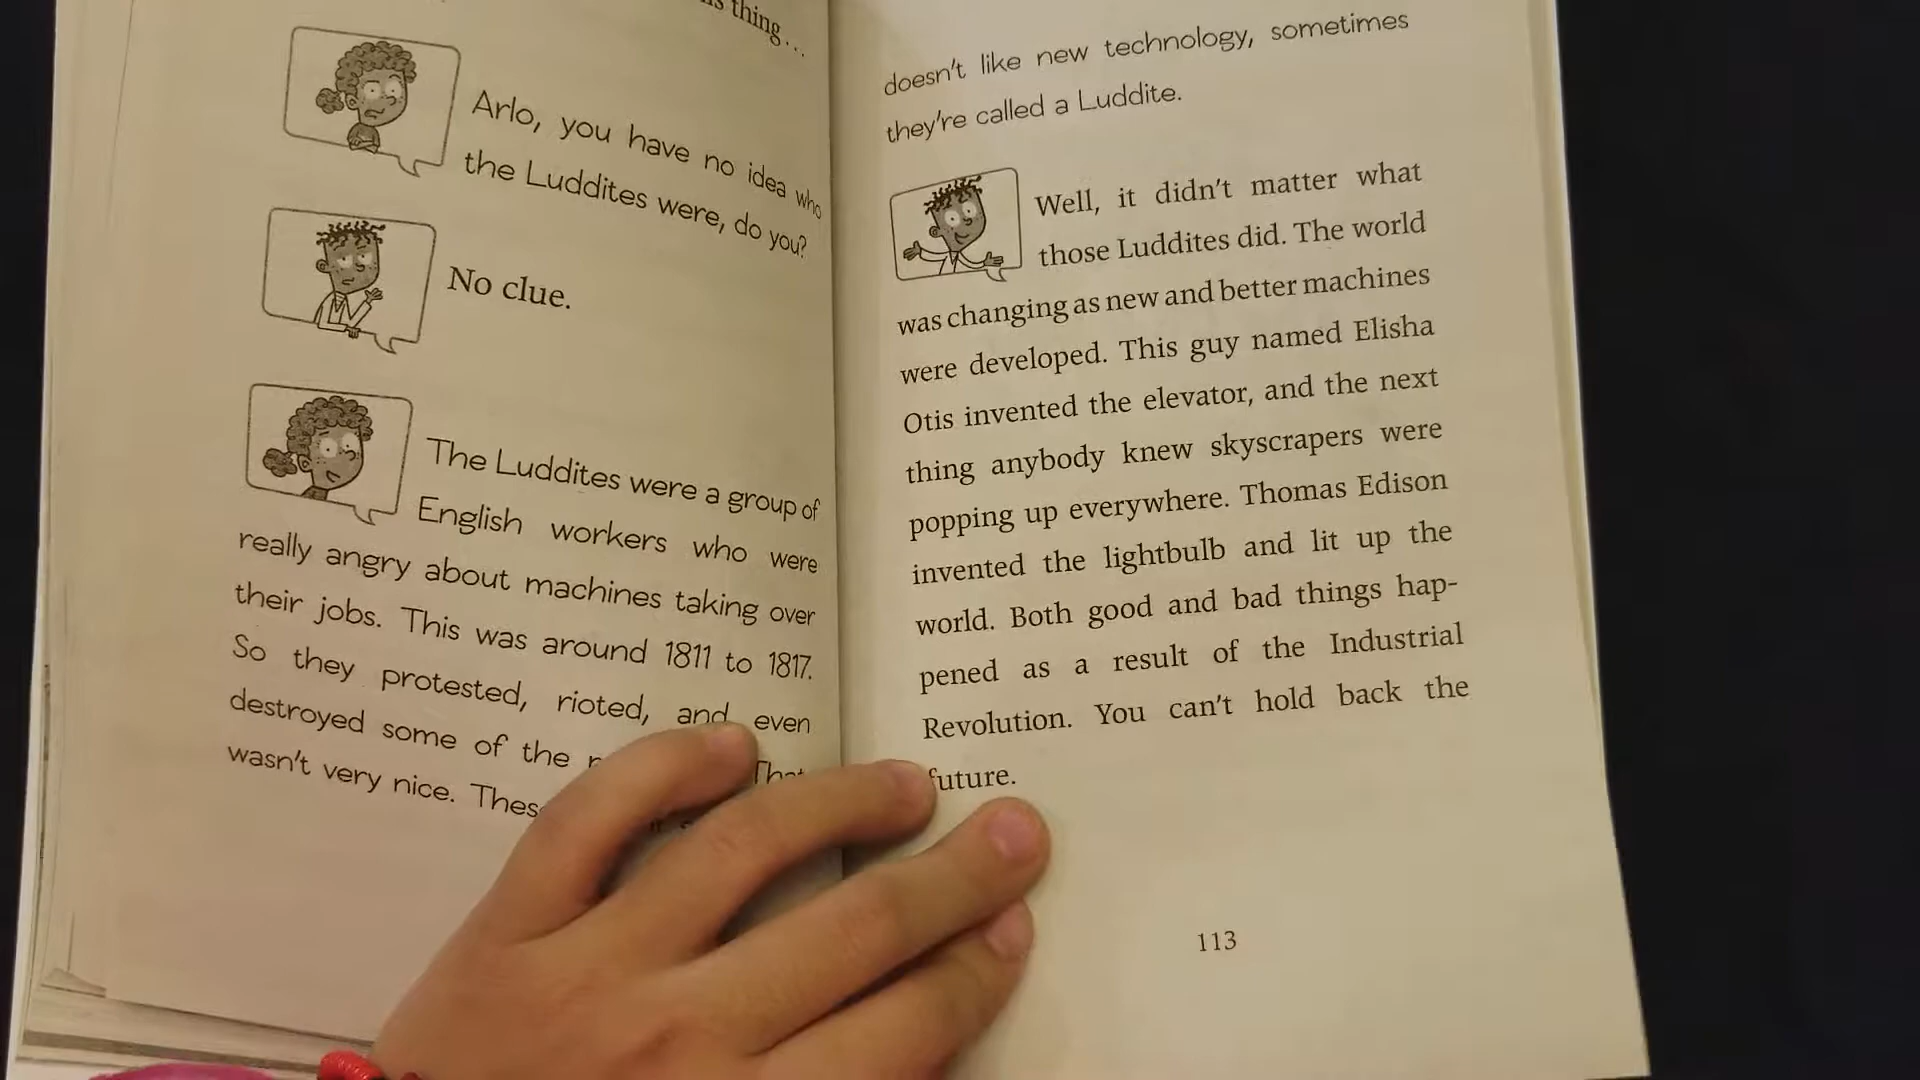 thing...
Arlo, you have no idea who
the Luddites were, do you?
No clue.
The Luddites were a group of
English workers who were
really angry about machines taking over
their jobs. This was around 1811 to 1817.
So they protested, rioted, and even
destroyed some of the
wasn't very nice.
doesn't like new technology, sometimes
they're called a Luddite.
Well, it didn't matter what
those Luddites did. The world
was changing as new and better machines
were developed. This guy named Elisha
Otis invented the elevator, and the next
thing anybody knew skyscrapers were
popping up everywhere. Thomas Edison
invented the lightbulb and lit up the
world. Both good and bad things hap-
pened as a result of the Industrial
Revolution. You can't hold back the
future.
113